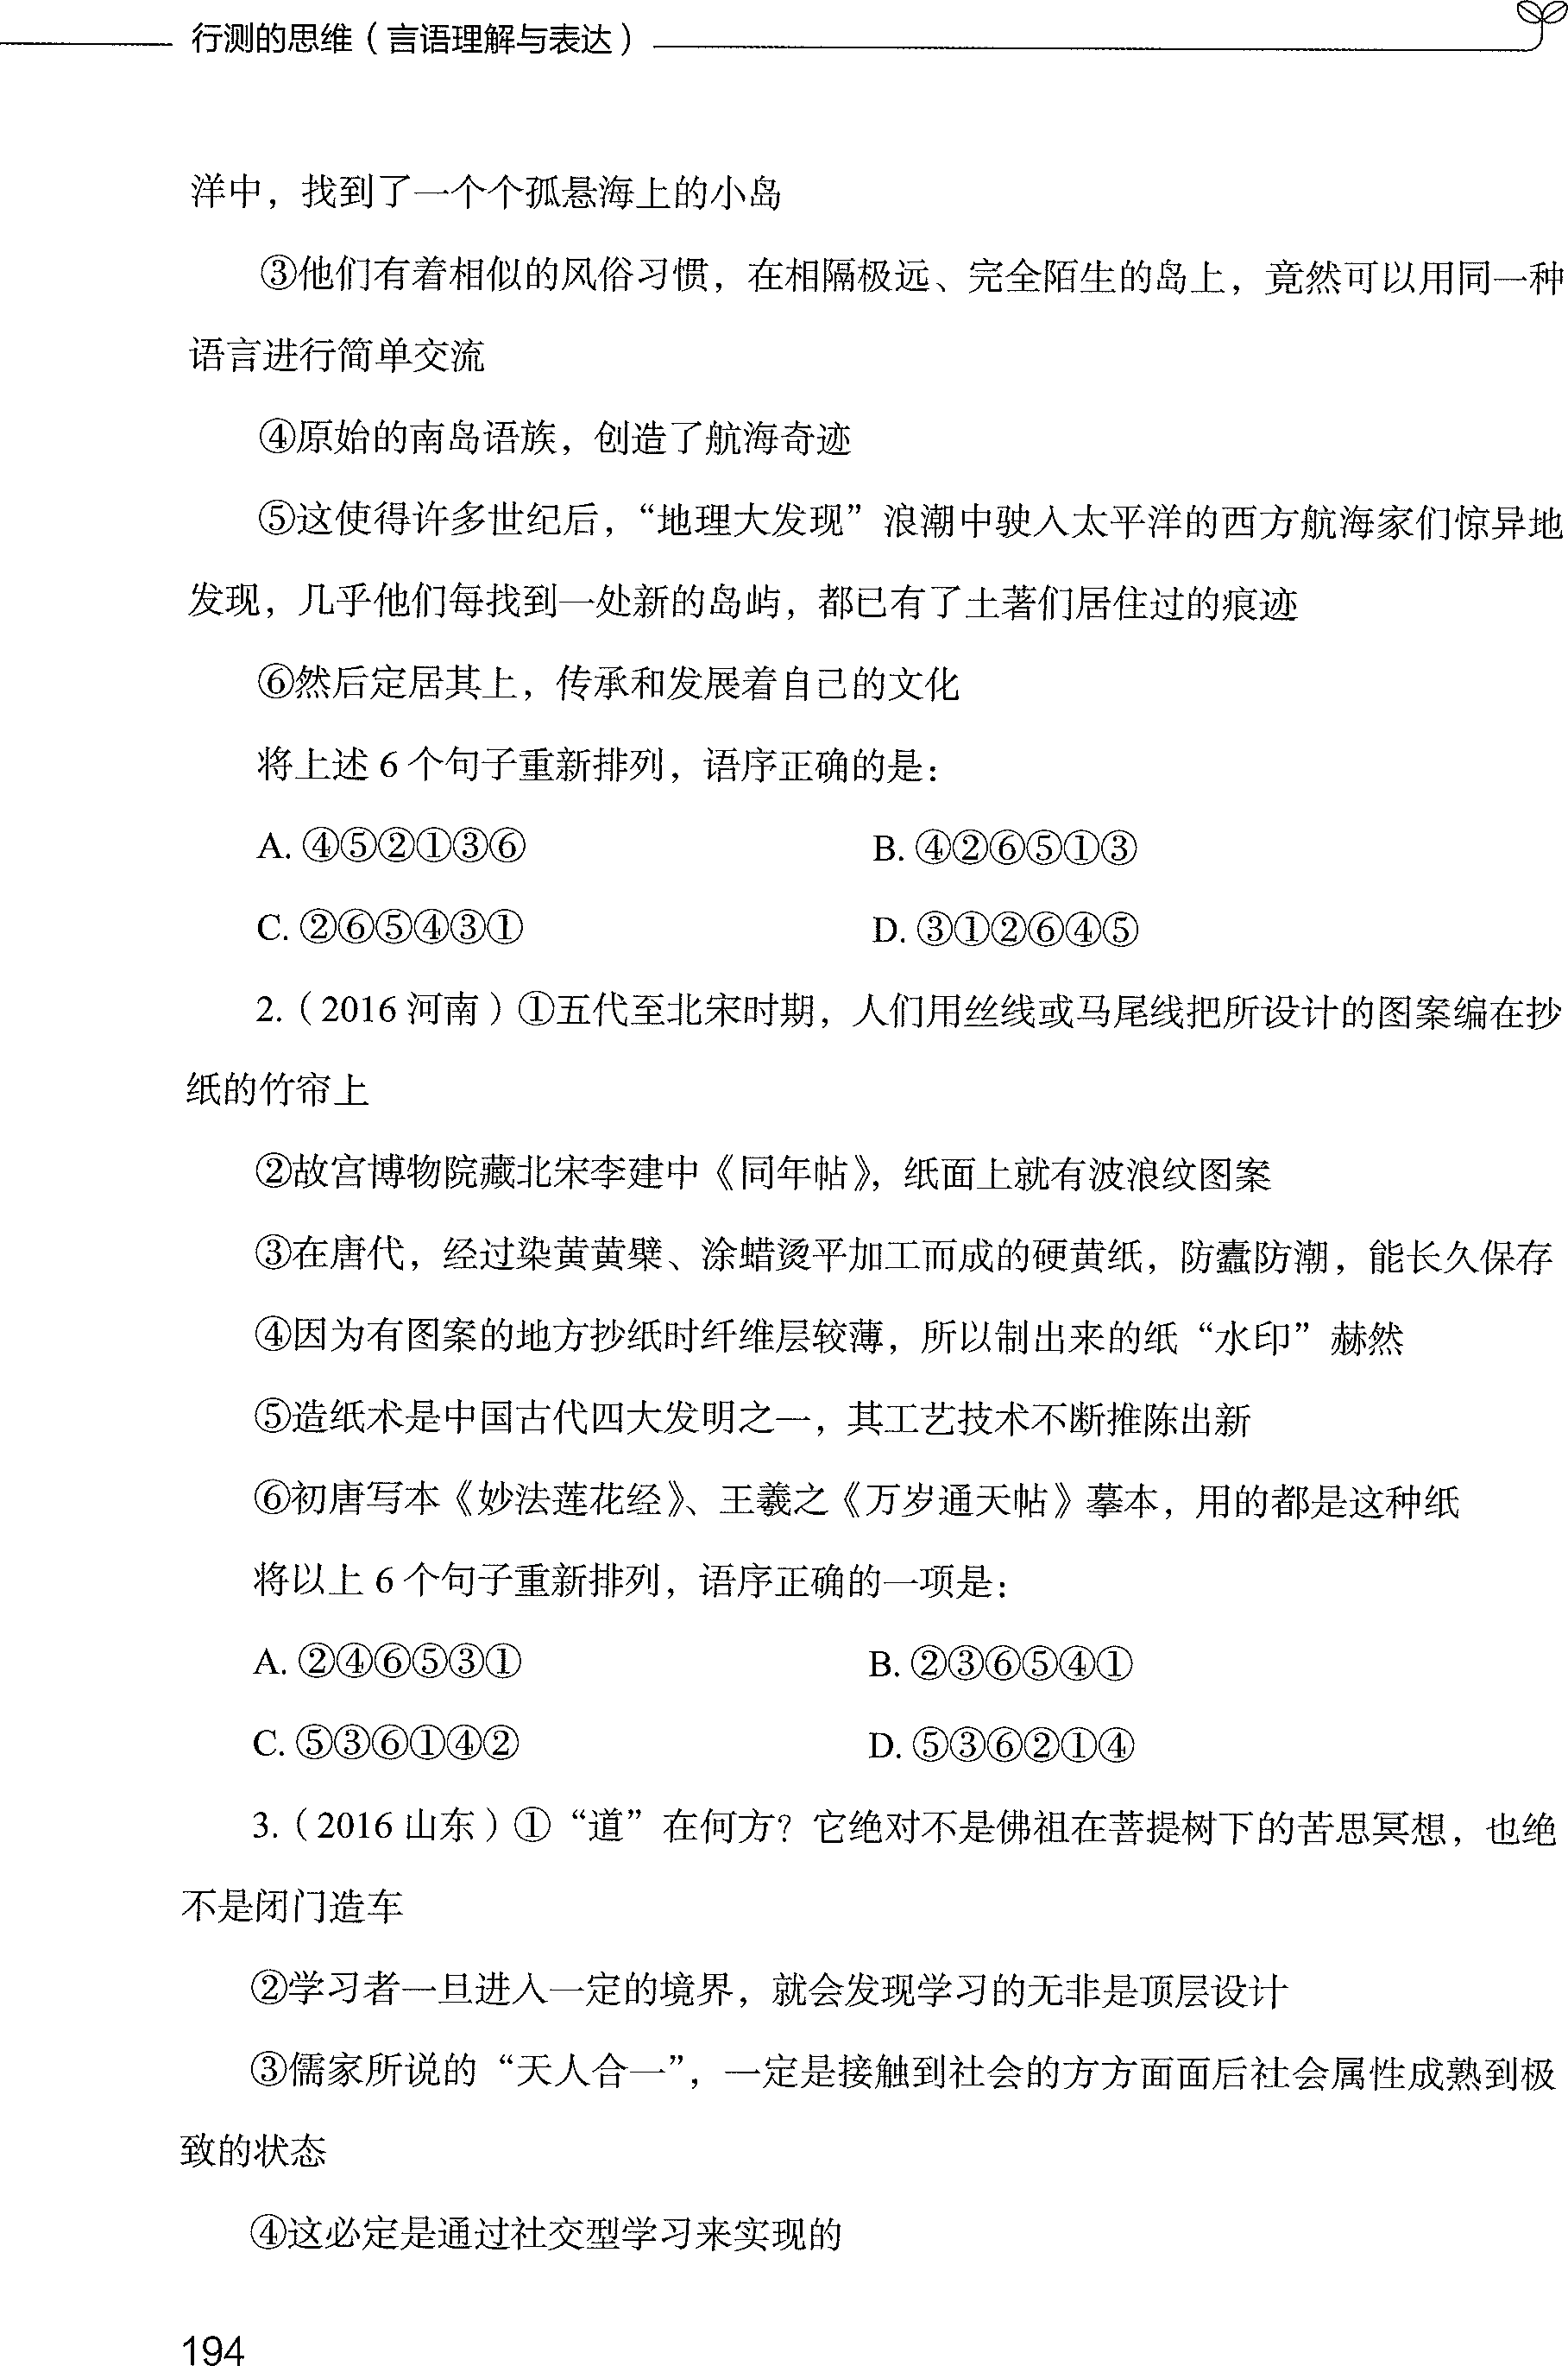 行测的思维（言语理解与表达）
洋中，找到了一个个孤悬海上的小岛
③他们有着相似的风俗习惯，在相隔极远、完全陌生的岛上，竟然可以用同一种
语言进行简单交流
④原始的南岛语族，创造了航海奇迹
⑤这使得许多世纪后，“地理大发现”浪潮中驶入太平洋的西方航海家们惊异地
发现，几乎他们每找到一处新的岛屿，都已有了土著们居住过的痕迹
⑥然后定居其上，传承和发展着自己的文化
将上述 6 个句子重新排列，语序正确的是：
A. ④⑤②①③⑥ B. ④②⑥⑤①③
C. ②⑥⑤④③① D. ③①②⑥④⑤
2.（2016 河南）①五代至北宋时期，人们用丝线或马尾线把所设计的图案编在抄
纸的竹帘上
②故宫博物院藏北宋李建中《同年帖》，纸面上就有波浪纹图案
③在唐代，经过染黄黄檗、涂蜡烫平加工而成的硬黄纸，防蠹防潮，能长久保存
④因为有图案的地方抄纸时纤维层较薄，所以制出来的纸“水印”赫然
⑤造纸术是中国古代四大发明之一，其工艺技术不断推陈出新
⑥初唐写本《妙法莲花经》、王羲之《万岁通天帖》摹本，用的都是这种纸
将以上 6 个句子重新排列，语序正确的一项是：
A. ②④⑥⑤③① B. ②③⑥⑤④①
C. ⑤③⑥①④② D. ⑤③⑥②①④
3.（2016 山东）①“道”在何方？它绝对不是佛祖在菩提树下的苦思冥想，也绝
不是闭门造车
②学习者一旦进入一定的境界，就会发现学习的无非是顶层设计
③儒家所说的“天人合一”，一定是接触到社会的方方面面后社会属性成熟到极
致的状态
④这必定是通过社交型学习来实现的
194